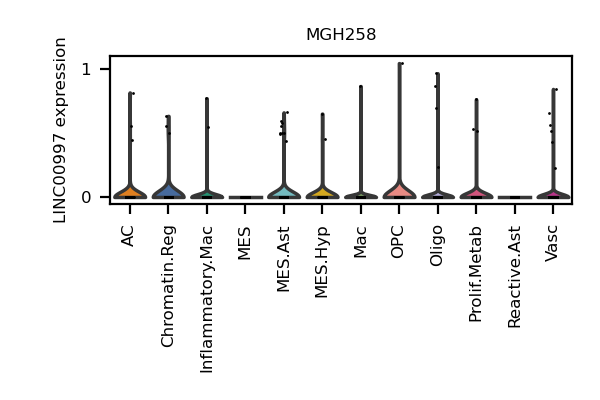 MGH258
LINC00997 expression
1
0
AC
Chromatin.Reg
Inflammatory.Mac
MES
MES.Ast
MES.Hyp
Mac
OPC
Oligo
Prolif.Metab
Reactive.Ast
Vasc